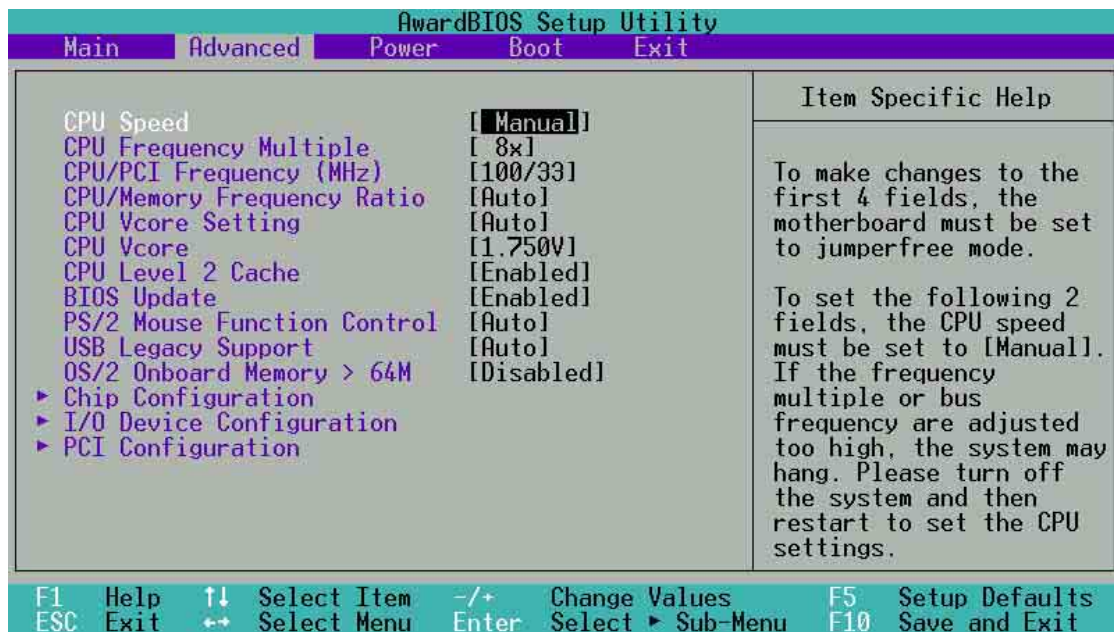 AwardBIOS Setup Utility
Main Advanced Power Boot Exit
CPU Speed [ Manual]
CPU Frequency Multiple [ 8x]
CPU/PCI Frequency (MHz) [100/33]
CPU/Memory Frequency Ratio [Auto]
CPU Vcore Setting [Auto]
CPU Vcore [1.750V]
CPU Level 2 Cache [Enabled]
BIOS Update [Enabled]
PS/2 Mouse Function Control [Auto]
USB Legacy Support [Auto]
OS/2 Onboard Memory > 64M [Disabled]
▸ Chip Configuration
▸ I/O Device Configuration
▸ PCI Configuration
Item Specific Help
To make changes to the
first 4 fields, the
motherboard must be set
to jumperfree mode.
To set the following 2
fields, the CPU speed
must be set to [Manual].
If the frequency
multiple or bus
frequency are adjusted
too high, the system may
hang. Please turn off
the system and then
restart to set the CPU
settings.
F1 Help ↑↓ Select Item -/+ Change Values F5 Setup Defaults
ESC Exit ←→ Select Menu Enter Select ▸ Sub-Menu F10 Save and Exit